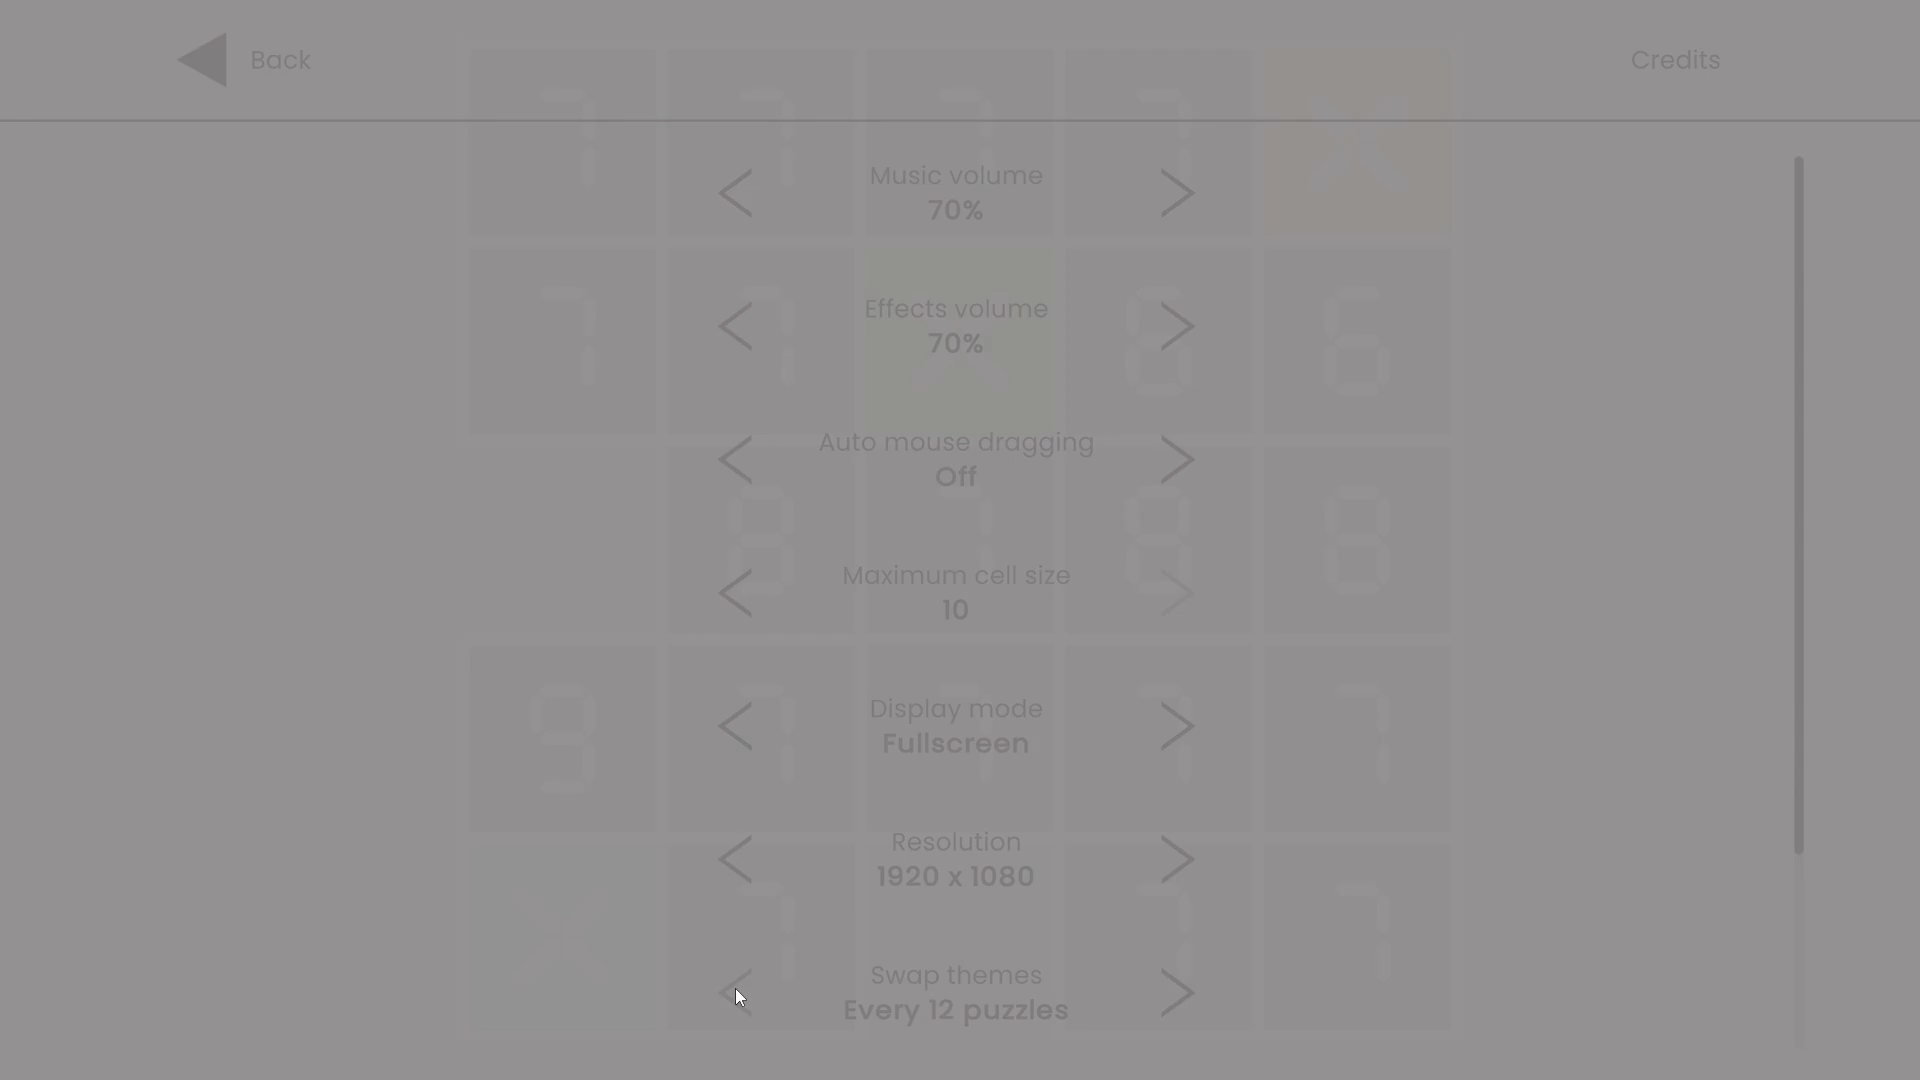 Back
Credits
Music volume
70%
Effects volume
70%
Auto mouse dragging
Off
Maximum cell size
10
Display mode
Fullscreen
Resolution
1920 x 1080
Swap themes
Every 12 puzzles